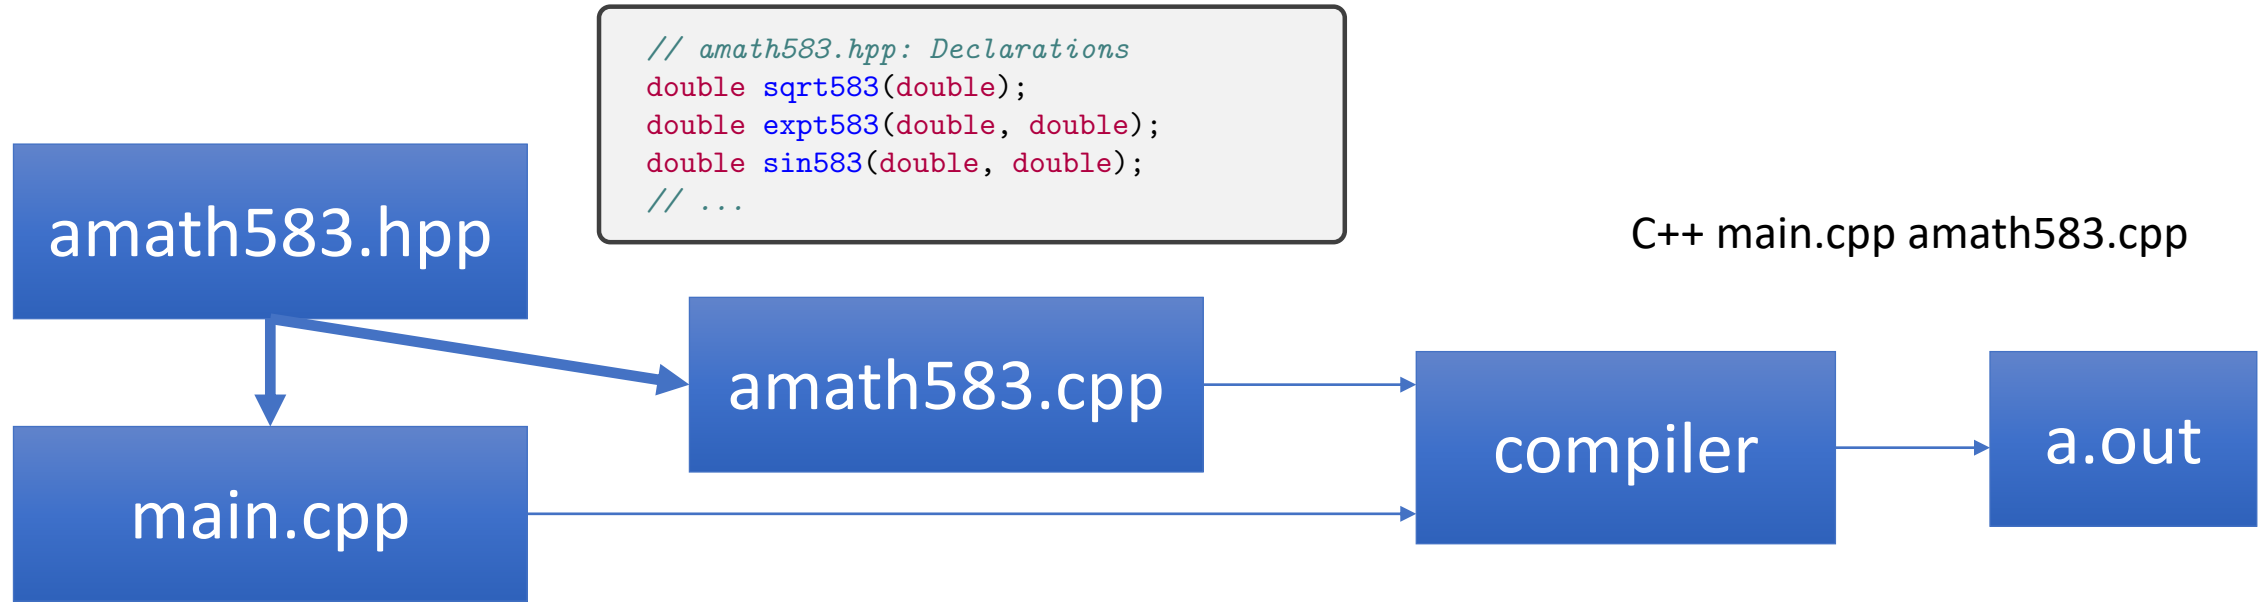 // amath583.hpp: Declarations
double sqrt583(double);
double expt583(double, double);
double sin583(double, double);
// ...
amath583.hpp
C++ main.cpp amath583.cpp
amath583.cpp
compiler
a.out
main.cpp